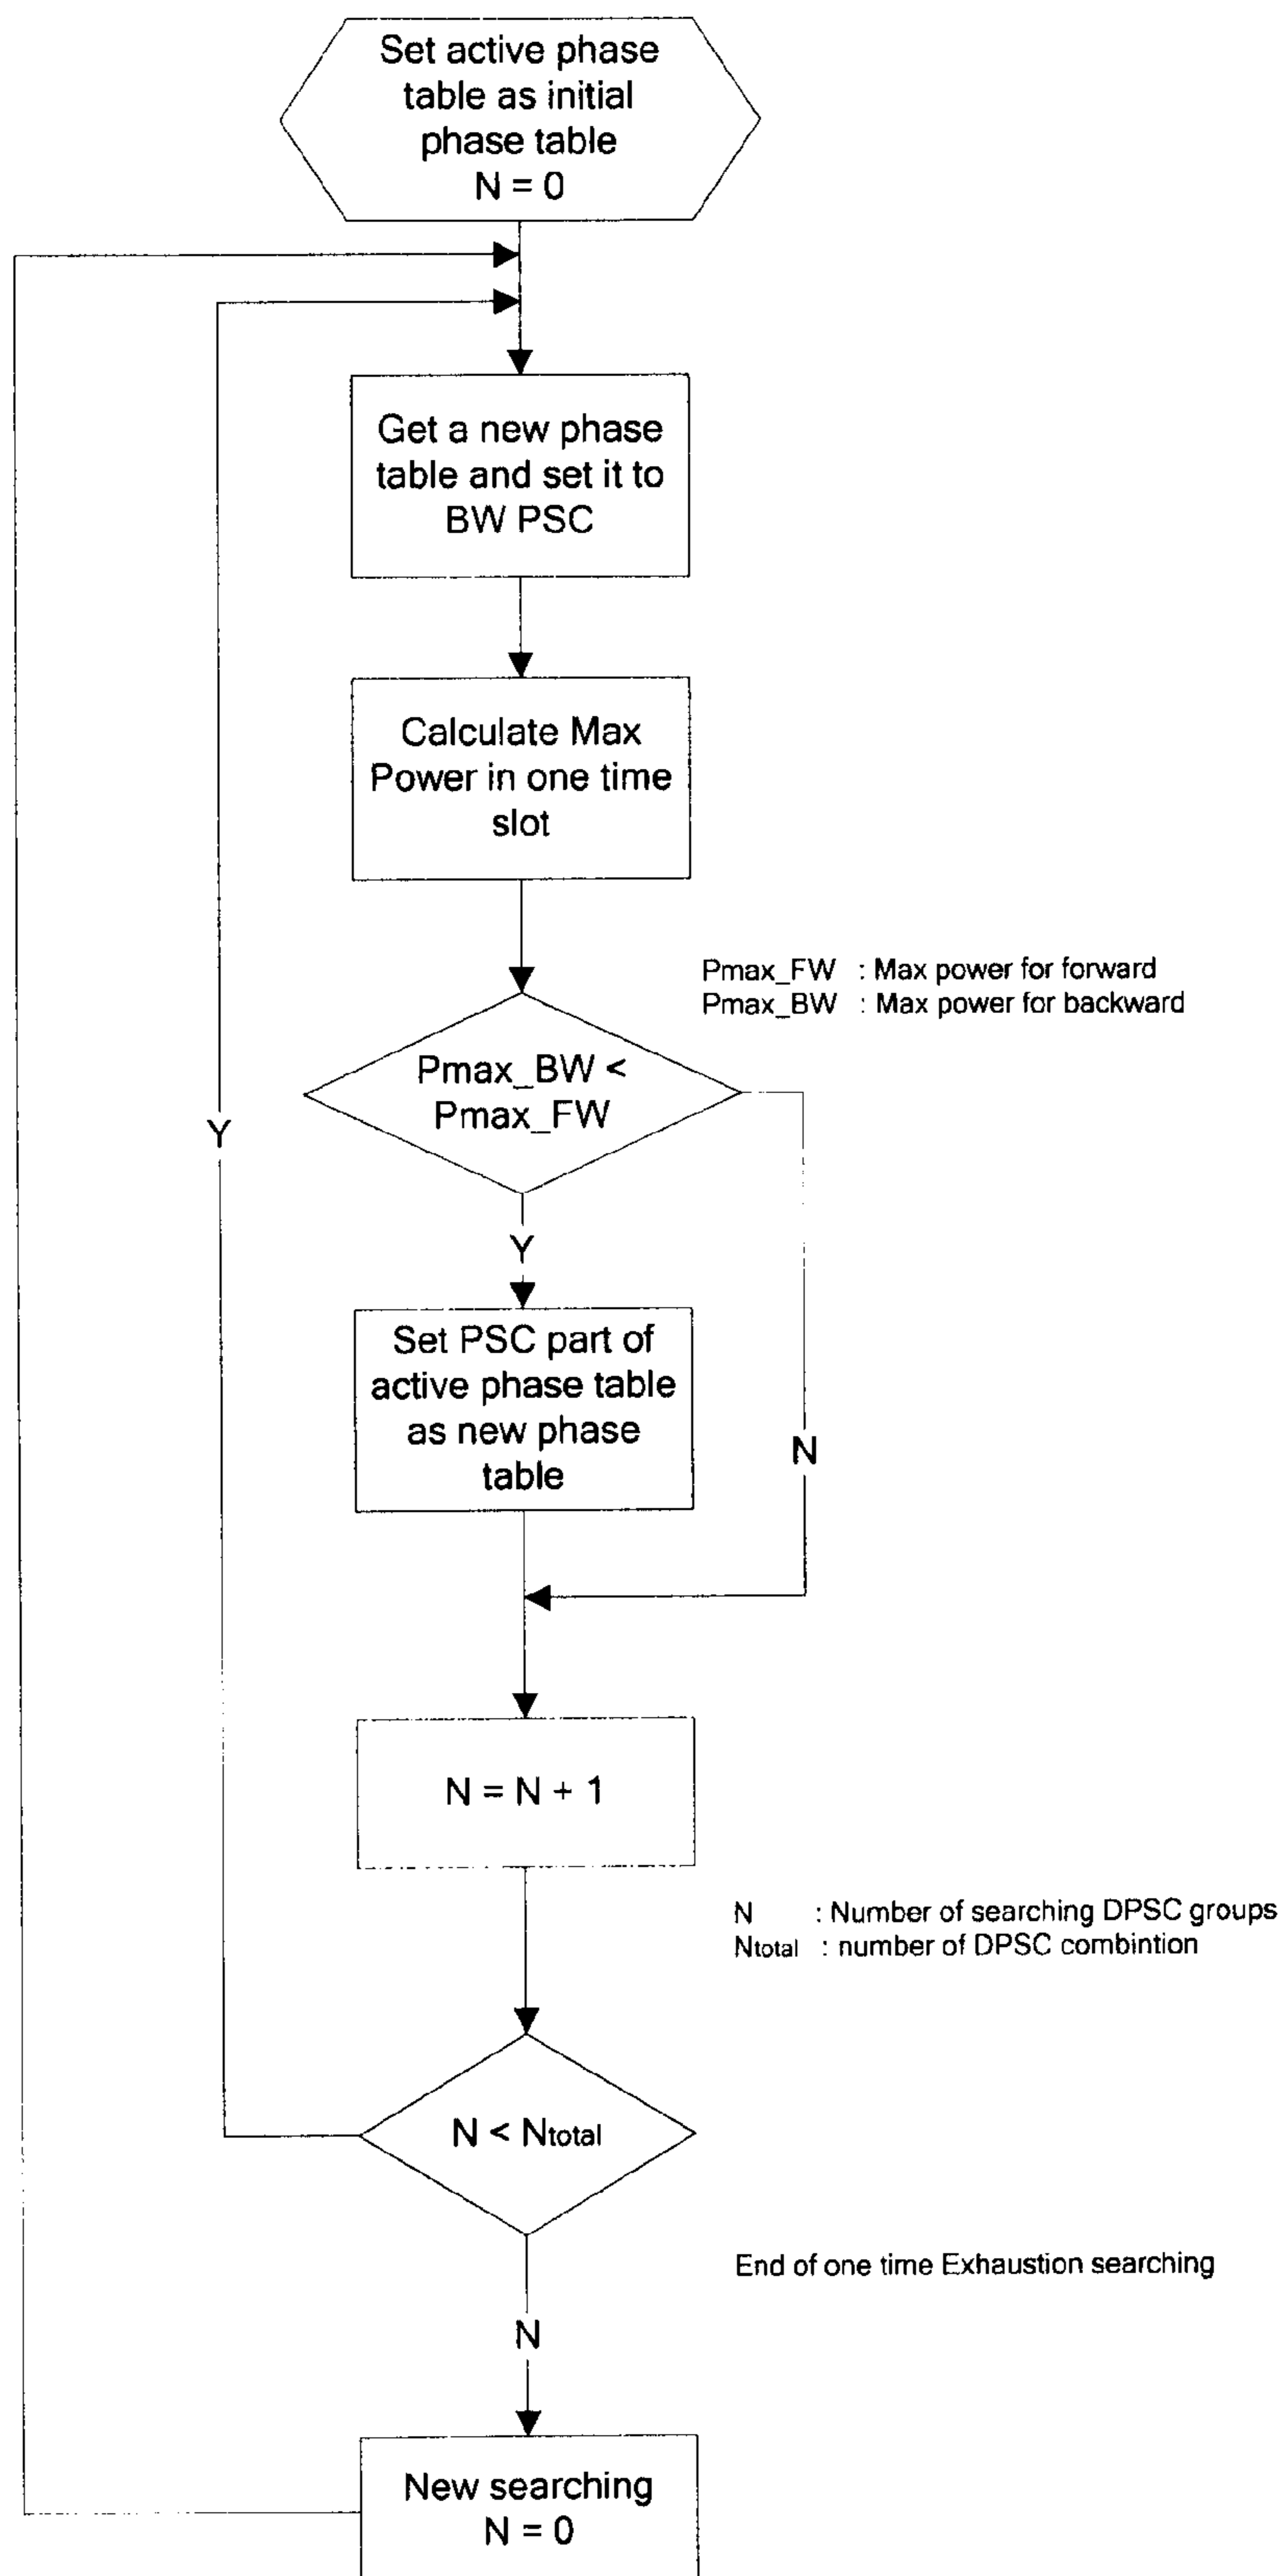 Set active phase
table as initial
phase table
N = 0
Get a new phase
table and set it to
BW PSC
Calculate Max
Power in one time
slot
Pmax_FW : Max power for forward
Pmax_BW : Max power for backward
Pmax_BW <
Pmax_FW
Y
Y
Set PSC part of
active phase table
as new phase
table
N
N = N + 1
N : Number of searching DPSC groups
Ntotal : number of DPSC combintion
N < Ntotal
End of one time Exhaustion searching
N
New searching
N = 0